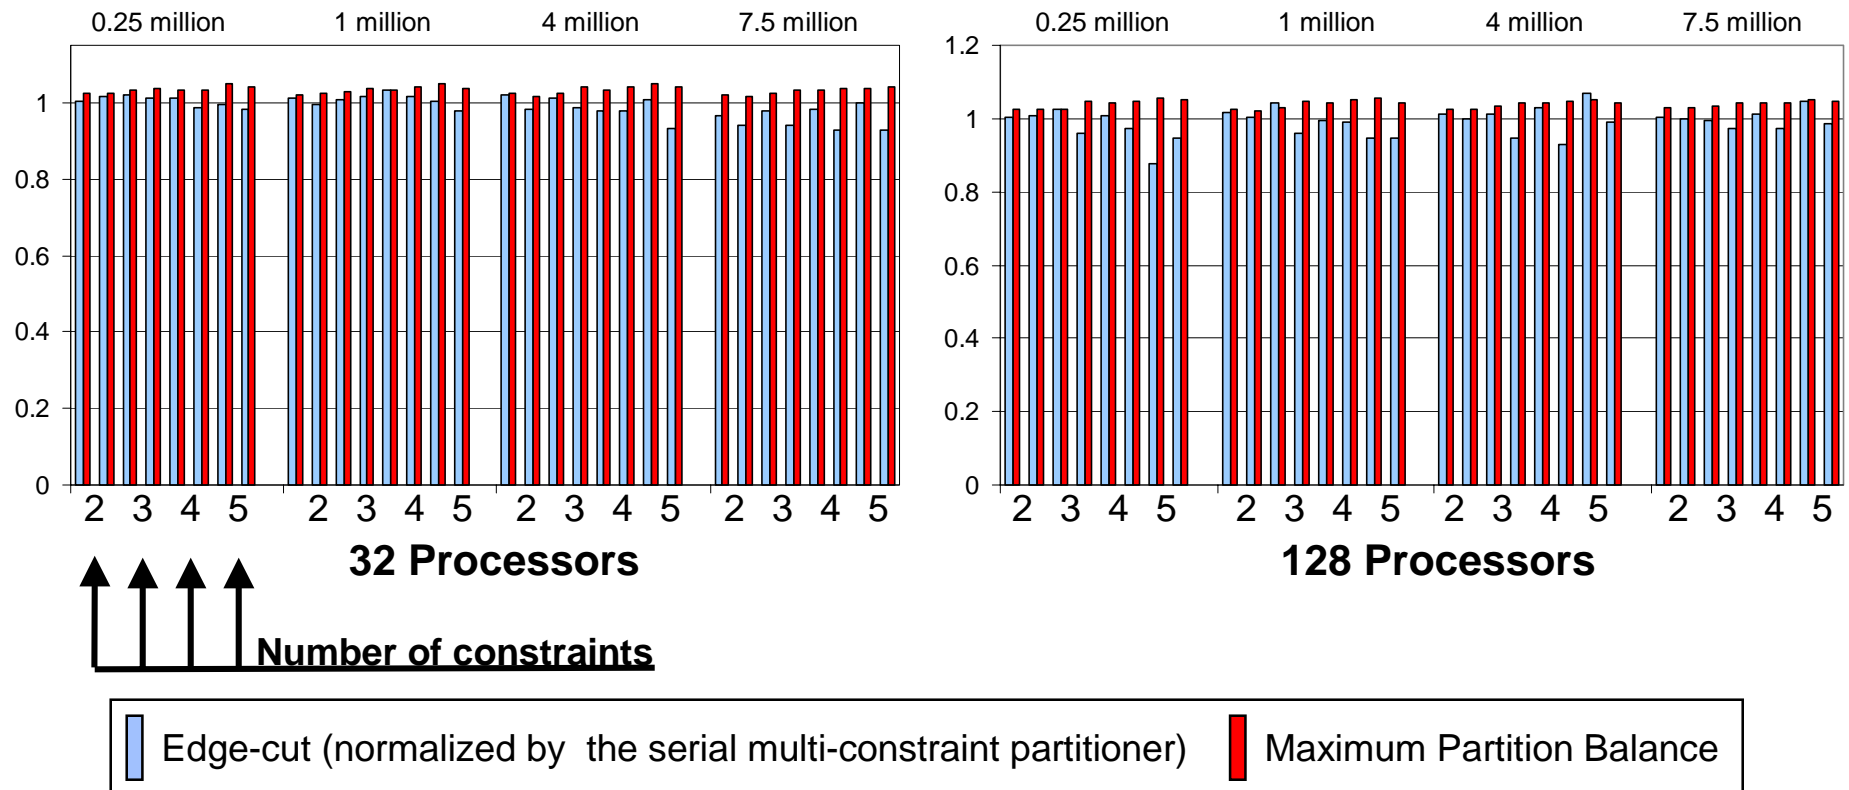 0.25 million 1 million 4 million 7.5 million
1
0.8
0.6
0.4
0.2
0
2 3 4 5 2 3 4 5 2 3 4 5 2 3 4 5
32 Processors
Number of constraints
0.25 million 1 million 4 million 7.5 million
1.2
1
0.8
0.6
0.4
0.2
0
2 3 4 5 2 3 4 5 2 3 4 5 2 3 4 5
128 Processors
Edge-cut (normalized by the serial multi-constraint partitioner) Maximum Partition Balance